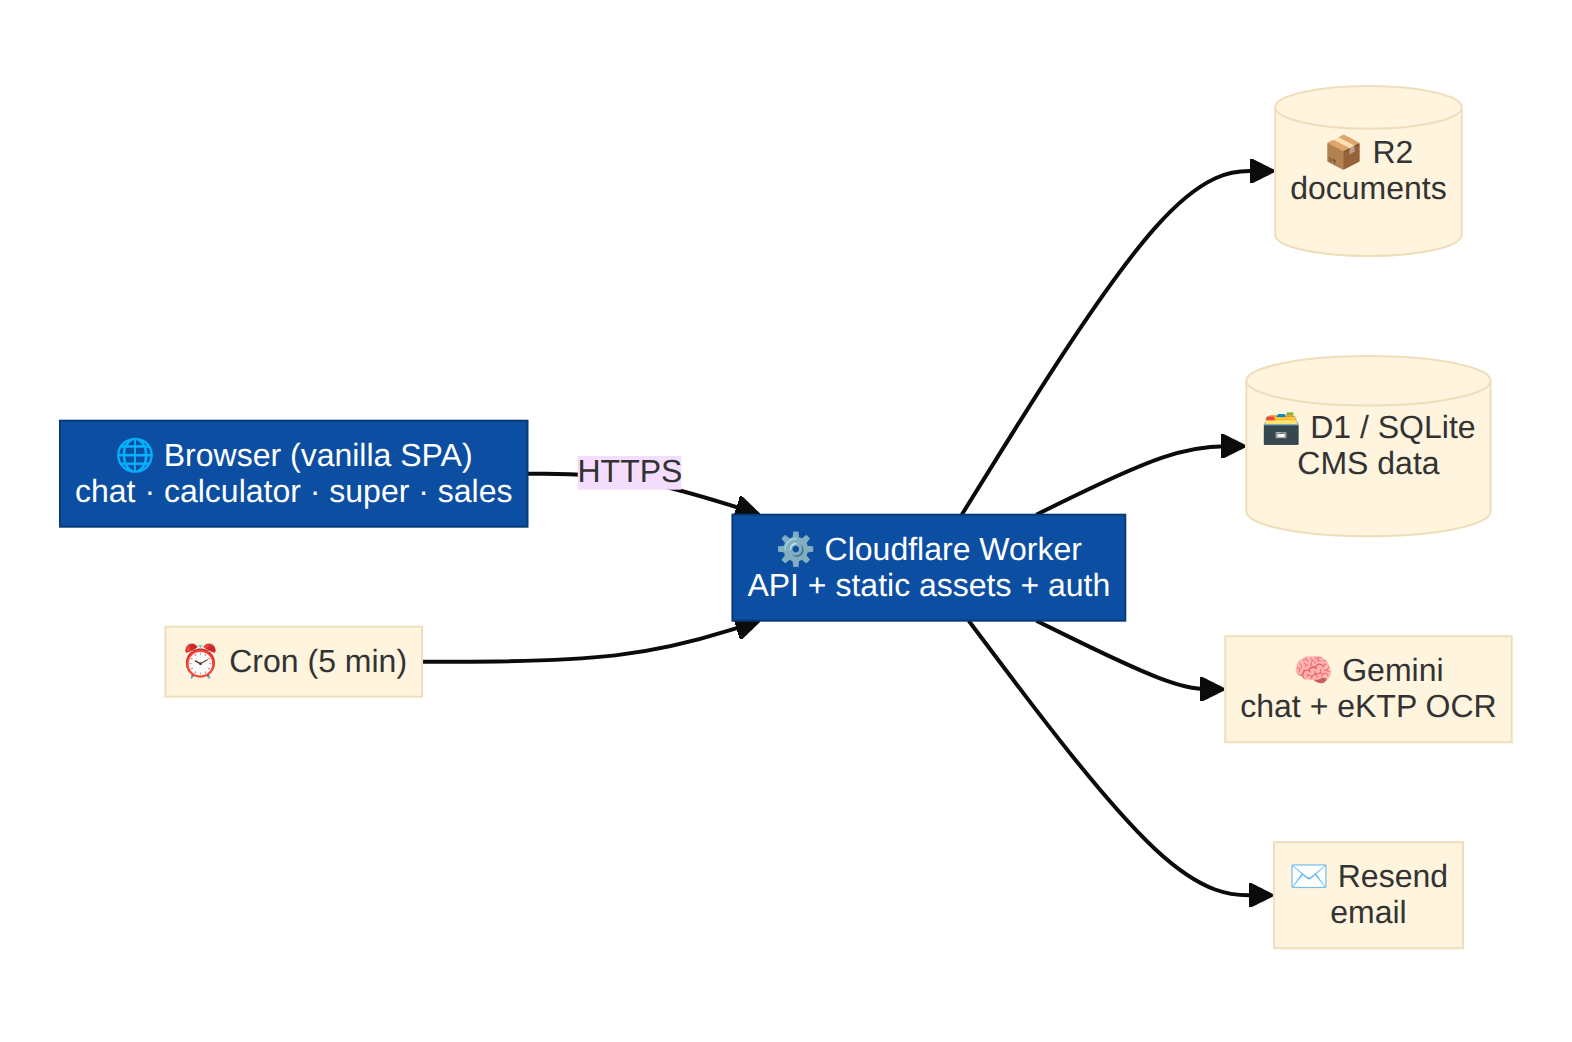 🌐 Browser (vanilla SPA)
chat · calculator · super · sales
HTTPS
⏰ Cron (5 min)
⚙️ Cloudflare Worker
API + static assets + auth
📦 R2
documents
🗃️ D1 / SQLite
CMS data
🧠 Gemini
chat + eKTP OCR
✉️ Resend
email